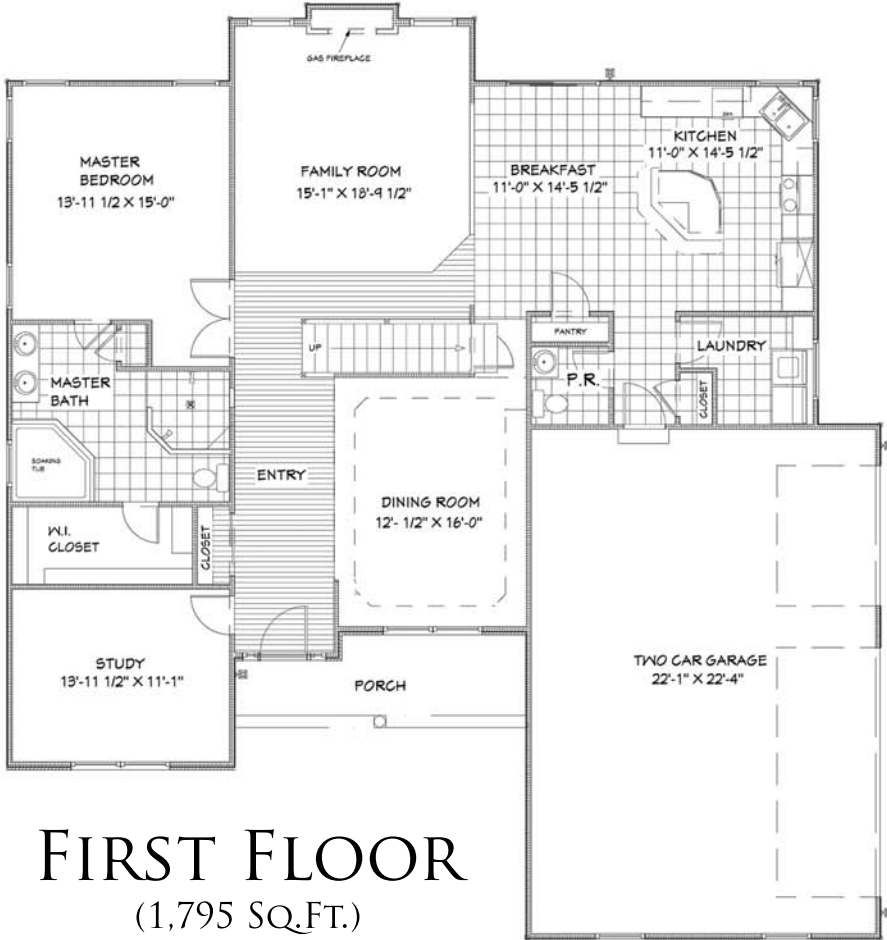 GAS FIREPLACE
MASTER
BEDROOM
13'-11 1/2 X 15'-0"
FAMILY ROOM
15'-1" X 18'-9 1/2"
BREAKFAST
11'-0" X 14'-5 1/2"
KITCHEN
11'-0" X 14'-5 1/2"
PANTRY
UP
LAUNDRY
P.R.
CLOSET
MASTER
BATH
SOAKING
TUB
ENTRY
DINING ROOM
12'- 1/2" X 16'-0"
W.I.
CLOSET
CLOSET
STUDY
13'-11 1/2" X 11'-1"
PORCH
TWO CAR GARAGE
22'-1" X 22'-4"
FIRST FLOOR
(1,795 SQ.FT.)